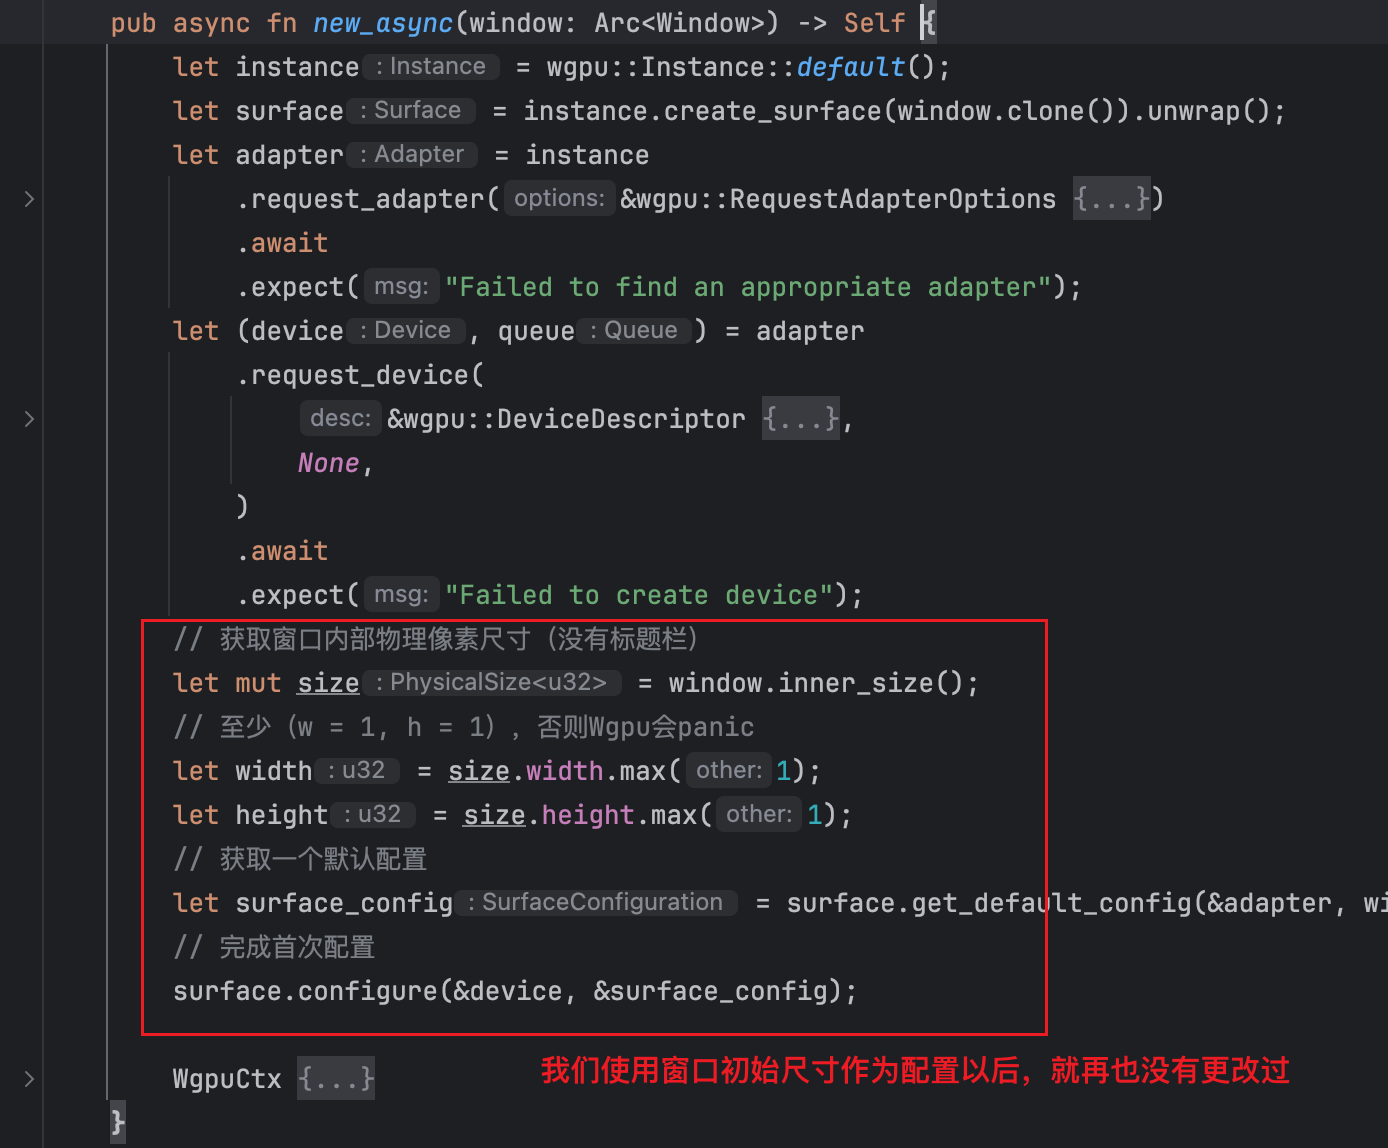 pub async fn new_async(window: Arc<Window>) -> Self {
let instance : Instance = wgpu::Instance::default();
let surface : Surface = instance.create_surface(window.clone()).unwrap();
let adapter : Adapter = instance
.request_adapter( options: &wgpu::RequestAdapterOptions {...})
.await
.expect( msg: "Failed to find an appropriate adapter");
let (device : Device , queue : Queue ) = adapter
.request_device(
desc: &wgpu::DeviceDescriptor {...},
None,
)
.await
.expect( msg: "Failed to create device");
// 获取窗口内部物理像素尺寸（没有标题栏）
let mut size : PhysicalSize<u32> = window.inner_size();
// 至少（w = 1, h = 1），否则Wgpu会panic
let width : u32 = size.width.max( other: 1);
let height : u32 = size.height.max( other: 1);
// 获取一个默认配置
let surface_config : SurfaceConfiguration = surface.get_default_config(&adapter, wi
// 完成首次配置
surface.configure(&device, &surface_config);
WgpuCtx {...}
我们使用窗口初始尺寸作为配置以后，就再也没有更改过
}